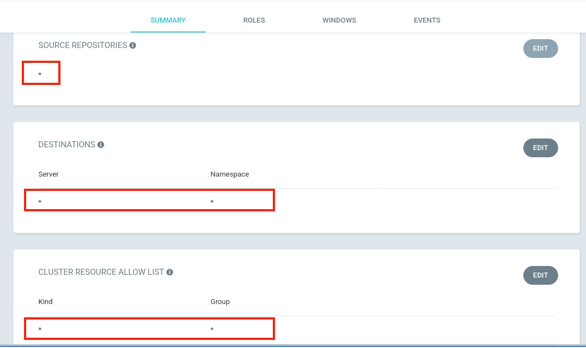 SUMMARY ROLES WINDOWS EVENTS
SOURCE REPOSITORIES EDIT
*
DESTINATIONS EDIT
Server Namespace
* *
CLUSTER RESOURCE ALLOW LIST EDIT
Kind Group
* *